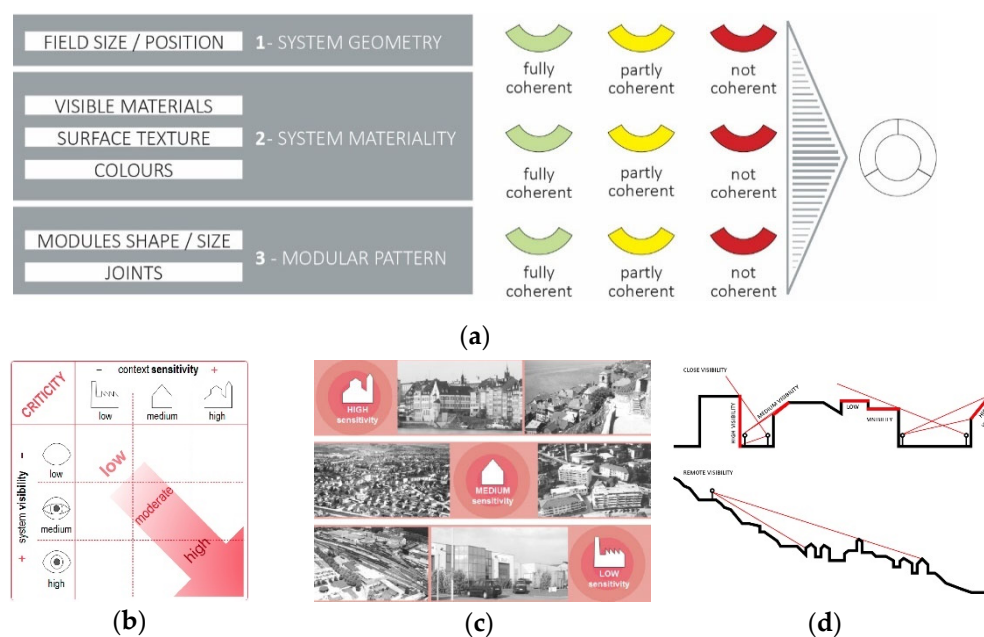 FIELD SIZE / POSITION
1- SYSTEM GEOMETRY
fully coherent
partly coherent
not coherent
VISIBLE MATERIALS
SURFACE TEXTURE
COLOURS
2- SYSTEM MATERIALITY
fully coherent
partly coherent
not coherent
MODULES SHAPE / SIZE
JOINTS
3 - MODULAR PATTERN
fully coherent
partly coherent
not coherent
(a)
CRITICITY
− context sensitivity +
low
medium
high
− system visibility +
low
medium
high
low
moderate
high
(b)
HIGH
sensitivity
MEDIUM
sensitivity
LOW
sensitivity
(c)
CLOSE VISIBILITY
HIGH VISIBILITY
MEDIUM VISIBILITY
LOW
VISIBILITY
REMOTE VISIBILITY
(d)